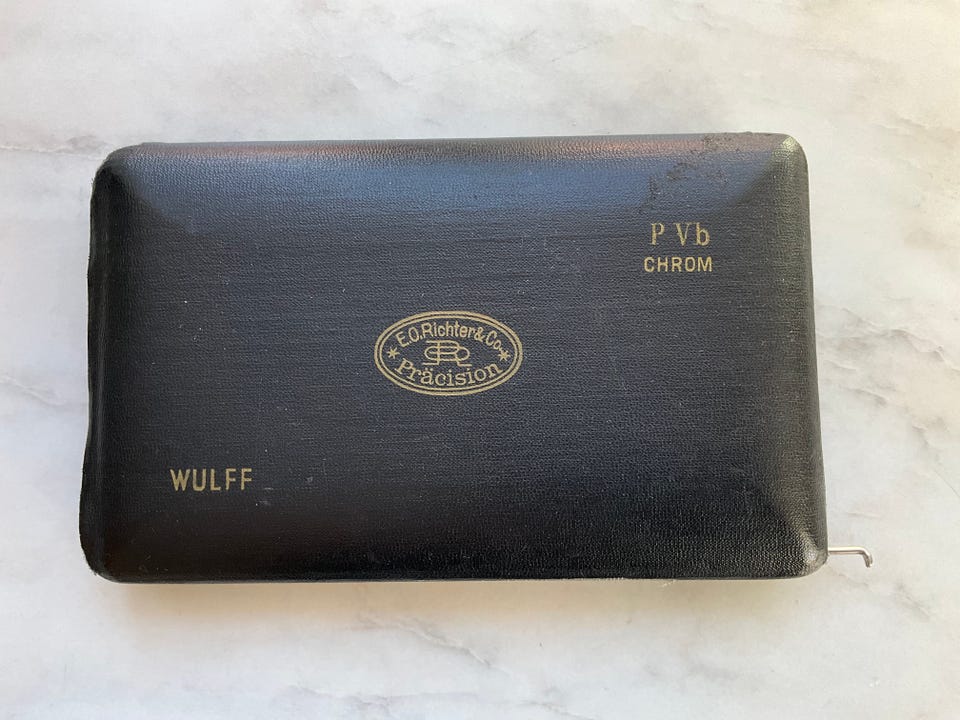 P Vb
CHROM
E.O.Richter & Co.
Präcision
WULFF